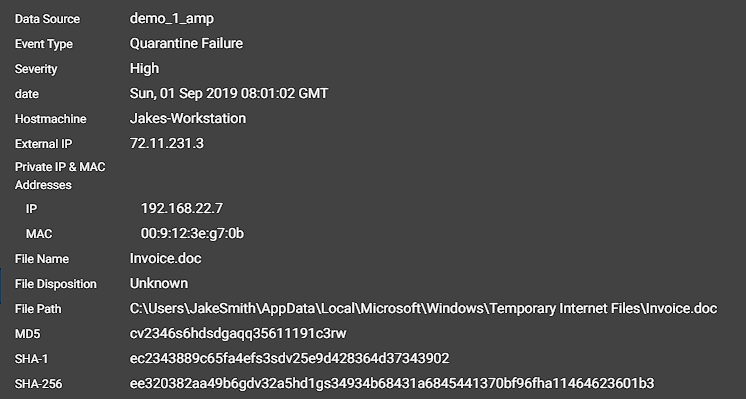 Data Source demo_1_amp
Event Type Quarantine Failure
Severity High
date Sun, 01 Sep 2019 08:01:02 GMT
Hostmachine Jakes-Workstation
External IP 72.11.231.3
Private IP & MAC
Addresses
IP 192.168.22.7
MAC 00:9:12:3e:g7:0b
File Name Invoice.doc
File Disposition Unknown
File Path C:\Users\JakeSmith\AppData\Local\Microsoft\Windows\Temporary Internet Files\Invoice.doc
MD5 cv2346s6hdsdgaqq35611191c3rw
SHA-1 ec2343889c65fa4efs3sdv25e9d428364d37343902
SHA-256 ee320382aa49b6gdv32a5hd1gs34934b68431a6845441370bf96fha11464623601b3